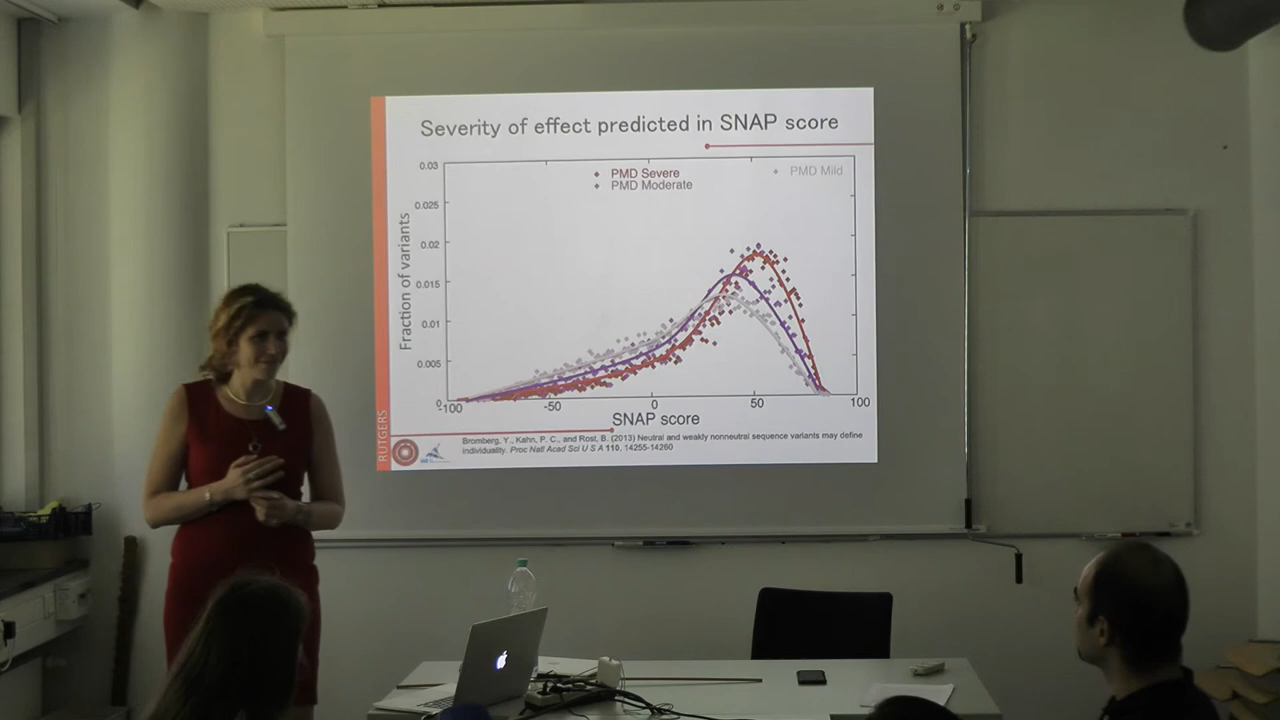 Severity of effect predicted in SNAP score
0.03
0.025
0.02
0.015
0.01
0.005
0
Fraction of variants
PMD Severe
PMD Moderate
PMD Mild
-100
-50
0
50
100
SNAP score
RUTGERS
Bromberg, Y., Kahn, P. C., and Rost, B. (2013) Neutral and weakly nonneutral sequence variants may define
individuality. Proc Natl Acad Sci U S A 110, 14255-14260